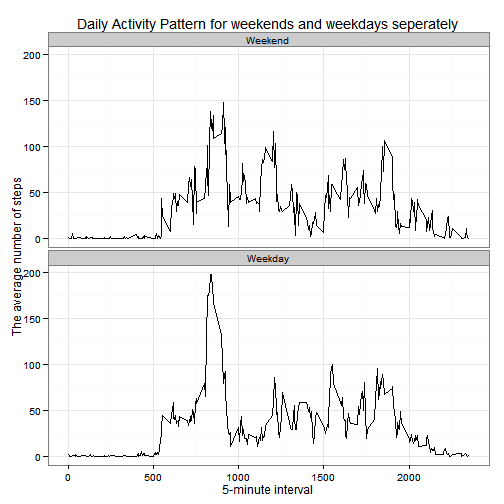 Daily Activity Pattern for weekends and weekdays seperately
Weekend
200
150
100
50
0
The average number of steps
Weekday
200
150
100
50
0
0 500 1000 1500 2000
5-minute interval